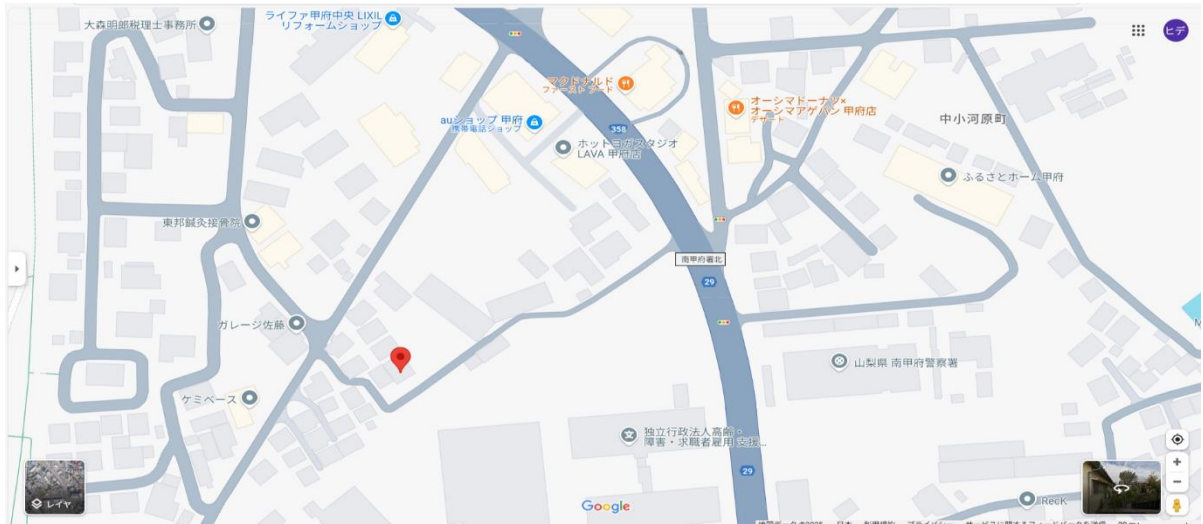 大森明郎税理士事務所
ライファ甲府中央 LIXIL
リフォームショップ
ヒデ
マクドナルド
ファースト フード
オーシマドーナツ×
オーシマアゲパン 甲府店
デザート
auショップ 甲府
携帯電話ショップ
358
中小河原町
ホットヨガスタジオ
LAVA 甲府店
ふるさとホーム甲府
東邦鍼灸接骨院
南甲府署北
29
ガレージ佐藤
山梨県 南甲府警察署
ケミベース
独立行政法人高齢・
障害・求職者雇用 支援...
29
レイヤ
Google
RecK